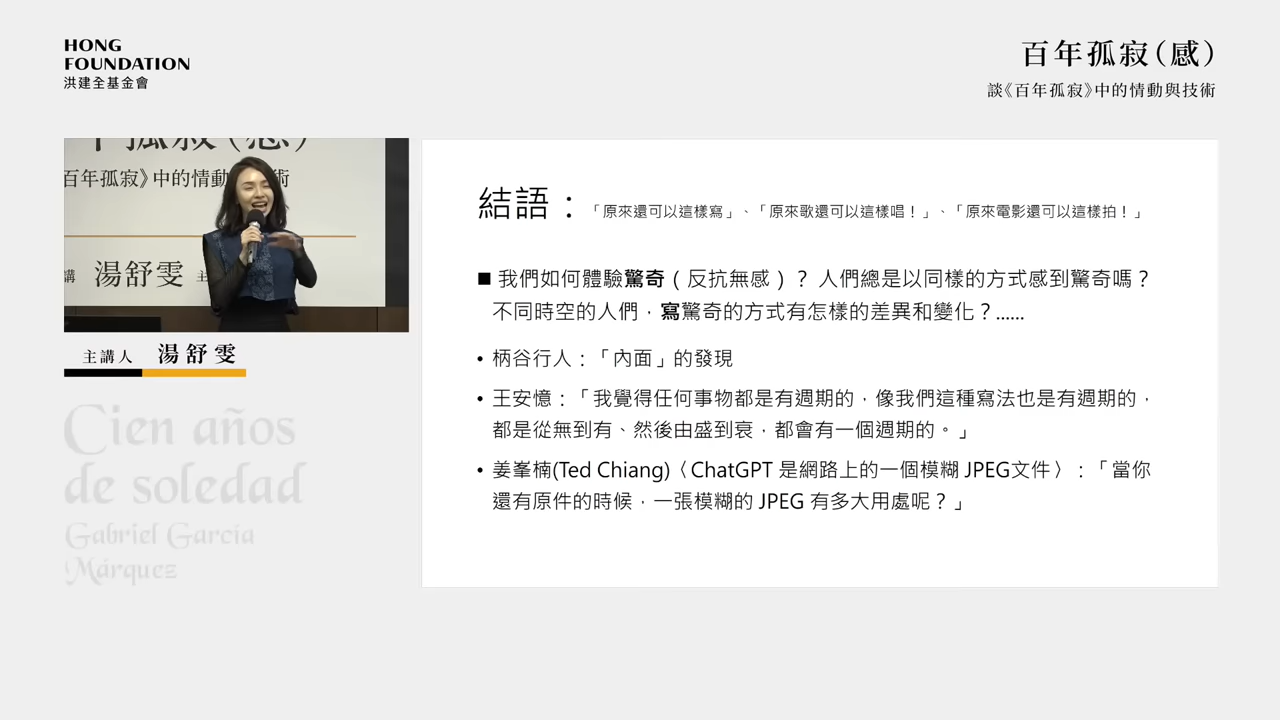 HONG
FOUNDATION
洪建全基金會
百年孤寂（感）
談《百年孤寂》中的情動與技術
百年孤寂》中的情動
術
講
湯舒雯
主講人 湯舒雯
Cien años
de soledad
Gabriel García
Márquez
結語：「原來還可以這樣寫」、「原來歌還可以這樣唱！」、「原來電影還可以這樣拍！」
■ 我們如何體驗驚奇（反抗無感）？ 人們總是以同樣的方式感到驚奇嗎？
不同時空的人們，寫驚奇的方式有怎樣的差異和變化？......
• 柄谷行人：「內面」的發現
• 王安憶：「我覺得任何事物都是有週期的，像我們這種寫法也是有週期的，
都是從無到有、然後由盛到衰，都會有一個週期的。」
• 姜峯楠(Ted Chiang)〈ChatGPT 是網路上的一個模糊 JPEG文件〉：「當你
還有原件的時候，一張模糊的 JPEG 有多大用處呢？」